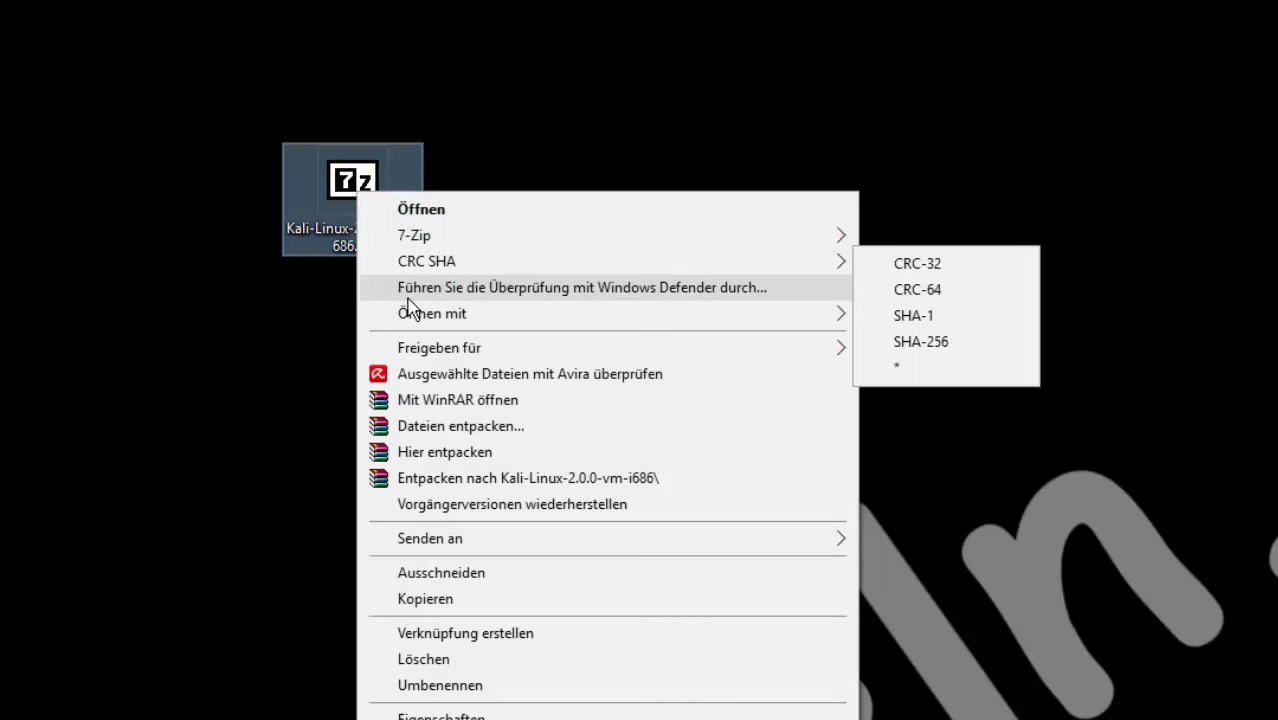 7z
Kali-Linux-2
686.
Öffnen
7-Zip
CRC SHA
Führen Sie die Überprüfung mit Windows Defender durch...
Öffnen mit
Freigeben für
Ausgewählte Dateien mit Avira überprüfen
Mit WinRAR öffnen
Dateien entpacken...
Hier entpacken
Entpacken nach Kali-Linux-2.0.0-vm-i686\
Vorgängerversionen wiederherstellen
Senden an
Ausschneiden
Kopieren
Verknüpfung erstellen
Löschen
Umbenennen
Eigenschaften
CRC-32
CRC-64
SHA-1
SHA-256
*